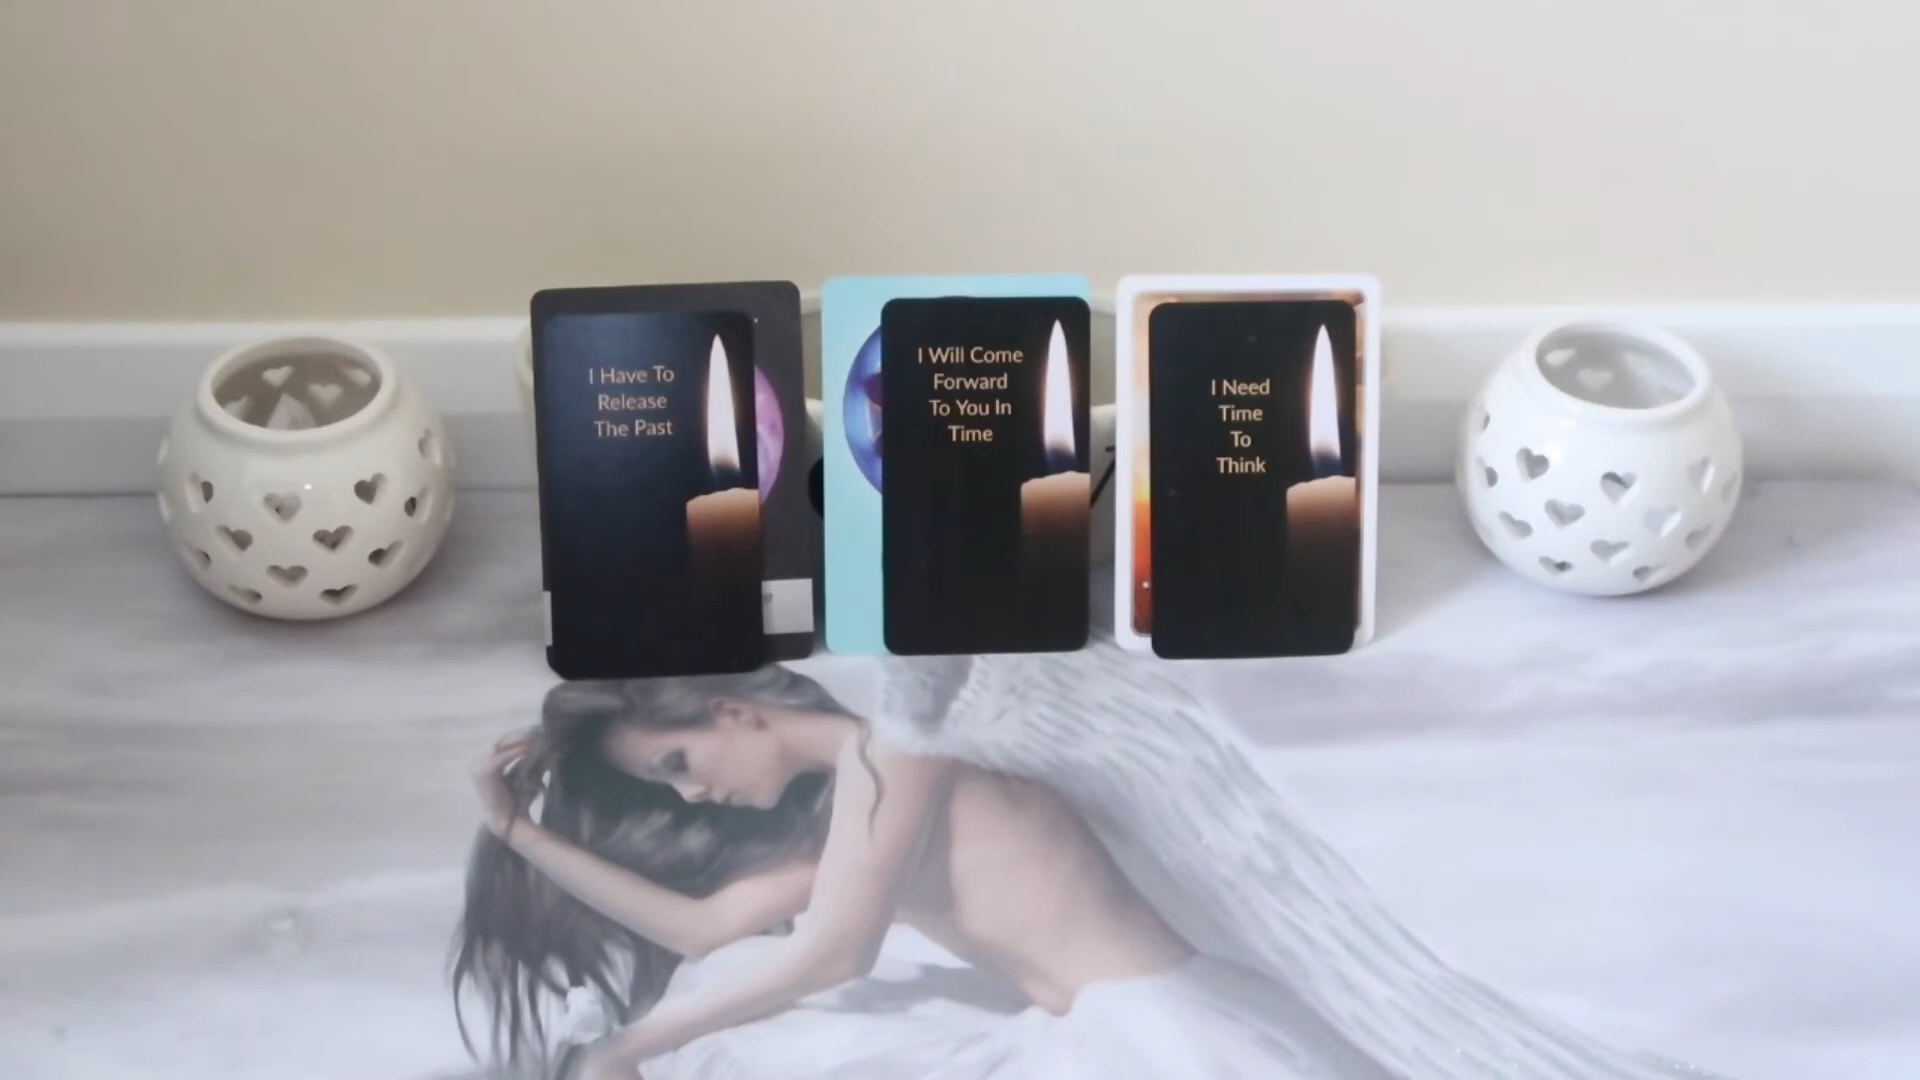 I Have To
Release
The Past
I Will Come
Forward
To You In
Time
I Need
Time
To
Think